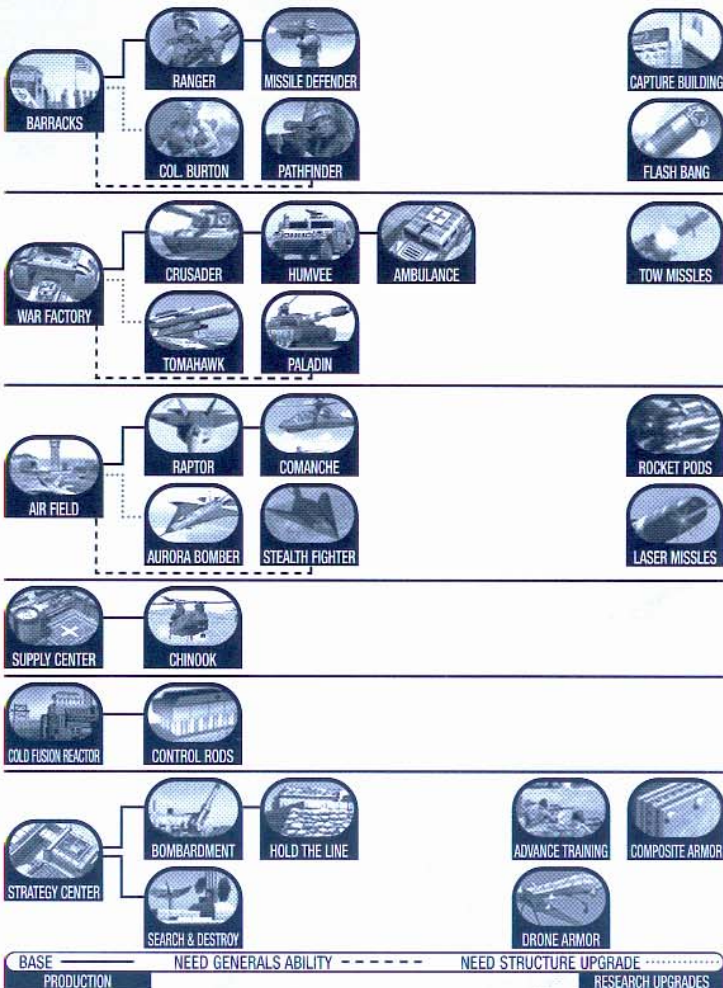 RANGER
MISSILE DEFENDER
CAPTURE BUILDING
BARRACKS
COL. BURTON
PATHFINDER
FLASH BANG
CRUSADER
HUMVEE
AMBULANCE
TOW MISSLES
WAR FACTORY
TOMAHAWK
PALADIN
RAPTOR
COMANCHE
ROCKET PODS
AIR FIELD
AURORA BOMBER
STEALTH FIGHTER
LASER MISSLES
SUPPLY CENTER
CHINOOK
COLD FUSION REACTOR
CONTROL RODS
BOMBARDMENT
HOLD THE LINE
ADVANCE TRAINING
COMPOSITE ARMOR
STRATEGY CENTER
SEARCH & DESTROY
DRONE ARMOR
BASE
NEED GENERALS ABILITY
NEED STRUCTURE UPGRADE
PRODUCTION
RESEARCH UPGRADES